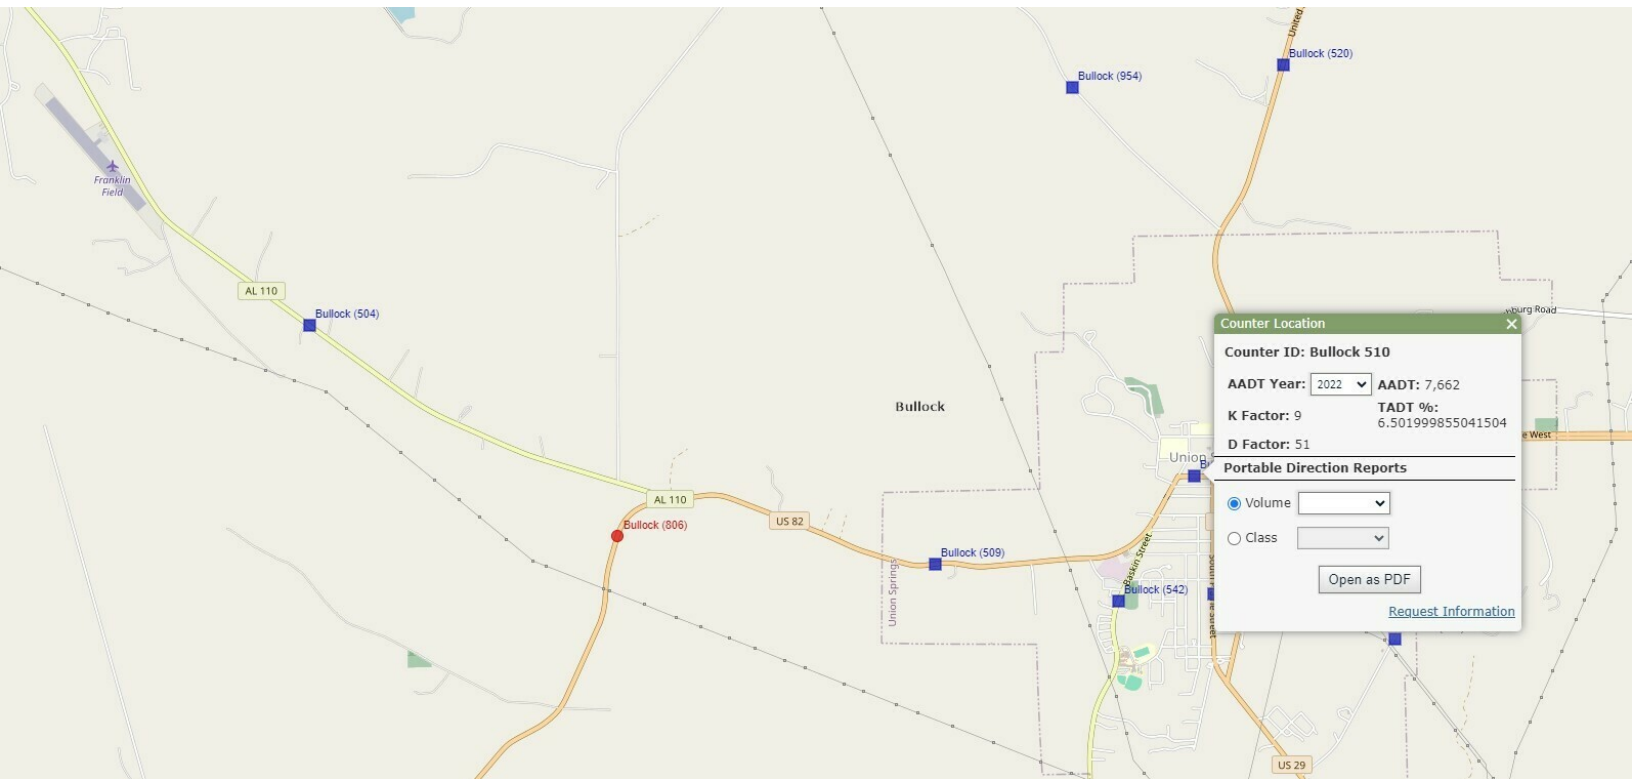 United
Bullock (520)
Bullock (954)
Franklin
Field
AL 110
Bullock (504)
Road
Counter Location
Counter ID: Bullock 510
AADT Year: 2022 AADT: 7,662
K Factor: 9 TADT %:
6.501999855041504
D Factor: 51
Portable Direction Reports
Volume
Class
Open as PDF
Request Information
Bullock
West
Union
AL 110
US 82
Bullock (806)
Bullock (509)
Union Springs
Baskin Street
Bullock (542)
US 29